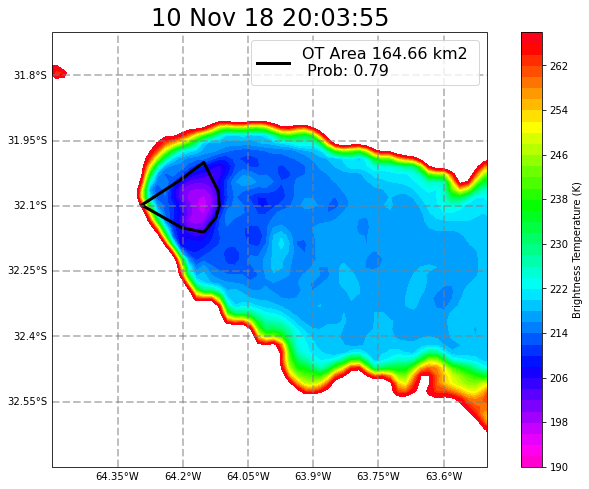 10 Nov 18 20:03:55
OT Area 164.66 km2
Prob: 0.79
31.8°S
31.95°S
32.1°S
32.25°S
32.4°S
32.55°S
64.35°W
64.2°W
64.05°W
63.9°W
63.75°W
63.6°W
262
254
246
238
230
222
214
206
198
190
Brightness Temperature (K)